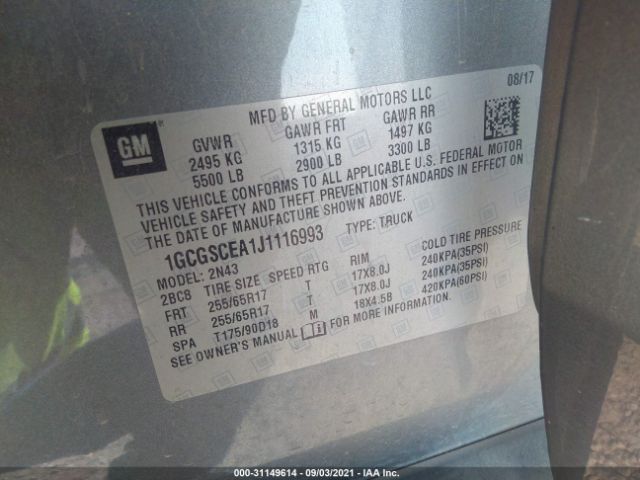 08/17
MFD BY GENERAL MOTORS LLC
GM
GVWR GAWR FRT GAWR RR
2495 KG 1315 KG 1497 KG
5500 LB 2900 LB 3300 LB
THIS VEHICLE CONFORMS TO ALL APPLICABLE U.S. FEDERAL MOTOR
VEHICLE SAFETY AND THEFT PREVENTION STANDARDS IN EFFECT ON
THE DATE OF MANUFACTURE SHOWN ABOVE.
1GCGSCEA1J1116993 TYPE: TRUCK
MODEL: 2N43
2BC8 TIRE SIZE SPEED RTG RIM COLD TIRE PRESSURE
FRT 255/65R17 T 17X8.0J 240KPA(35PSI)
RR 255/65R17 T 17X8.0J 240KPA(35PSI)
SPA T175/90D18 M 18X4.5B 420KPA(60PSI)
SEE OWNER'S MANUAL FOR MORE INFORMATION.
000-31149614 - 09/03/2021 - IAA Inc.